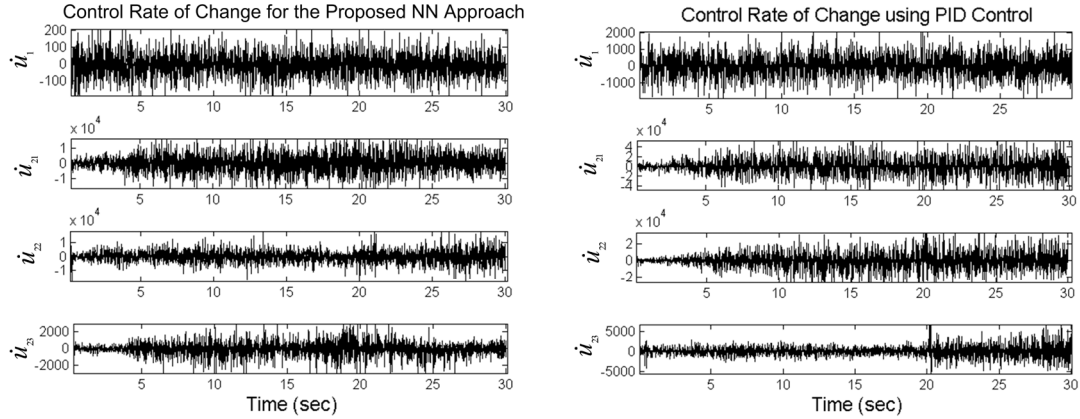 Control Rate of Change for the Proposed NN Approach
200
100
0
-100
u̇1
5 10 15 20 25 30
x 10^4
1
0
-1
u̇21
5 10 15 20 25 30
x 10^4
1
0
-1
u̇22
5 10 15 20 25 30
2000
0
-2000
u̇23
5 10 15 20 25 30
Time (sec)
Control Rate of Change using PID Control
2000
1000
0
-1000
u̇1
5 10 15 20 25
x 10^4
4
2
0
-2
-4
u̇21
5 10 15 20 25 30
x 10^4
2
0
-2
u̇22
5 10 15 20 25 30
5000
0
-5000
u̇23
5 10 15 20 25 30
Time (sec)